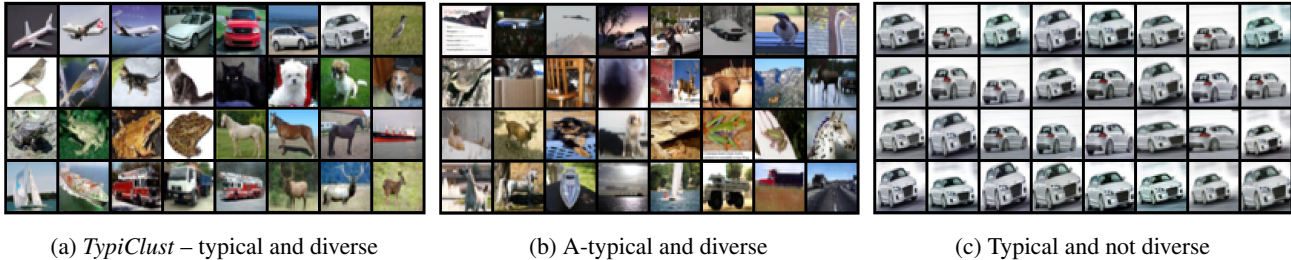 (a) TypiClust – typical and diverse
(b) A-typical and diverse
(c) Typical and not diverse